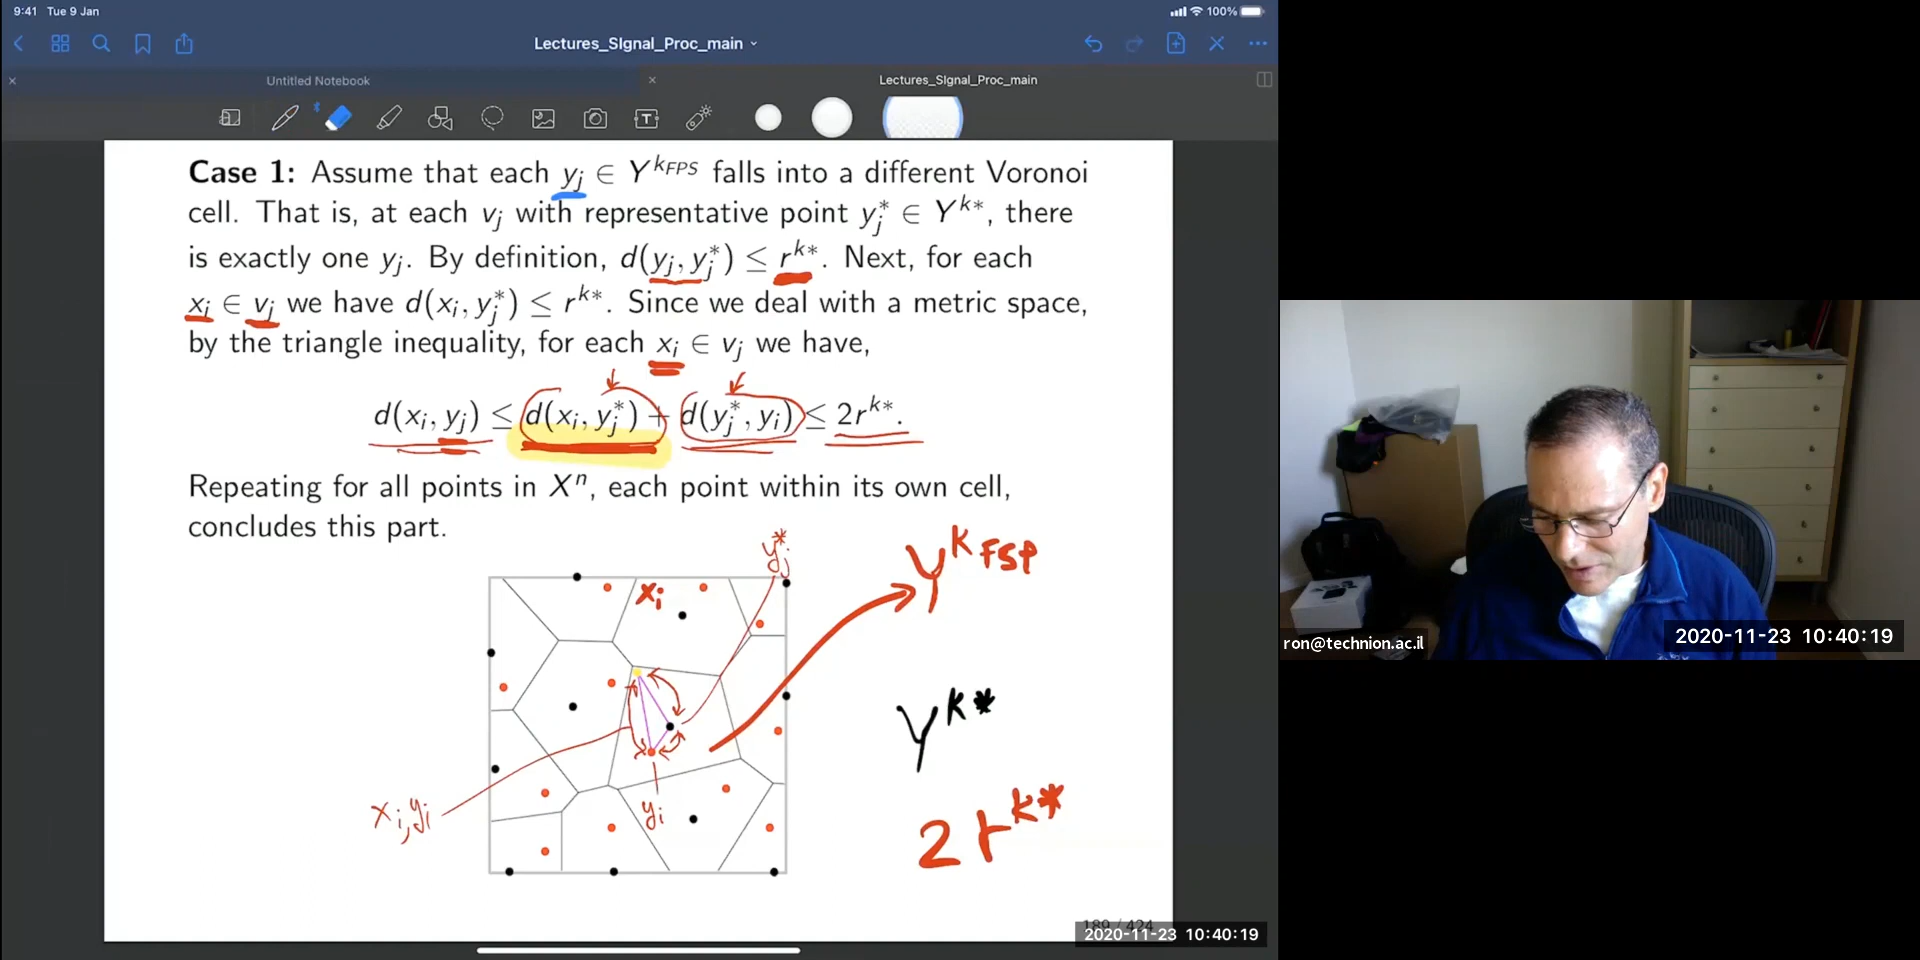 9:41 Tue 9 Jan
100%
Lectures_SIgnal_Proc_main
Untitled Notebook
Lectures_SIgnal_Proc_main
Case 1: Assume that each y_j ∈ Y^{k_{FPS}} falls into a different Voronoi
cell. That is, at each v_j with representative point y_j^* ∈ Y^{k*}, there
is exactly one y_j. By definition, d(y_j, y_j^*) ≤ r^{k*}. Next, for each
x_i ∈ v_j we have d(x_i, y_j^*) ≤ r^{k*}. Since we deal with a metric space,
by the triangle inequality, for each x_i ∈ v_j we have,
d(x_i, y_j) ≤ d(x_i, y_j^*) + d(y_j^*, y_i) ≤ 2r^{k*}.
Repeating for all points in X^n, each point within its own cell,
concludes this part.
y_j^*
Y^{k FSP}
x_i
Y^{k*}
x_i, y_i
y_i
2r^{k*}
189 / 424
2020-11-23 10:40:19
ron@technion.ac.il
2020-11-23 10:40:19